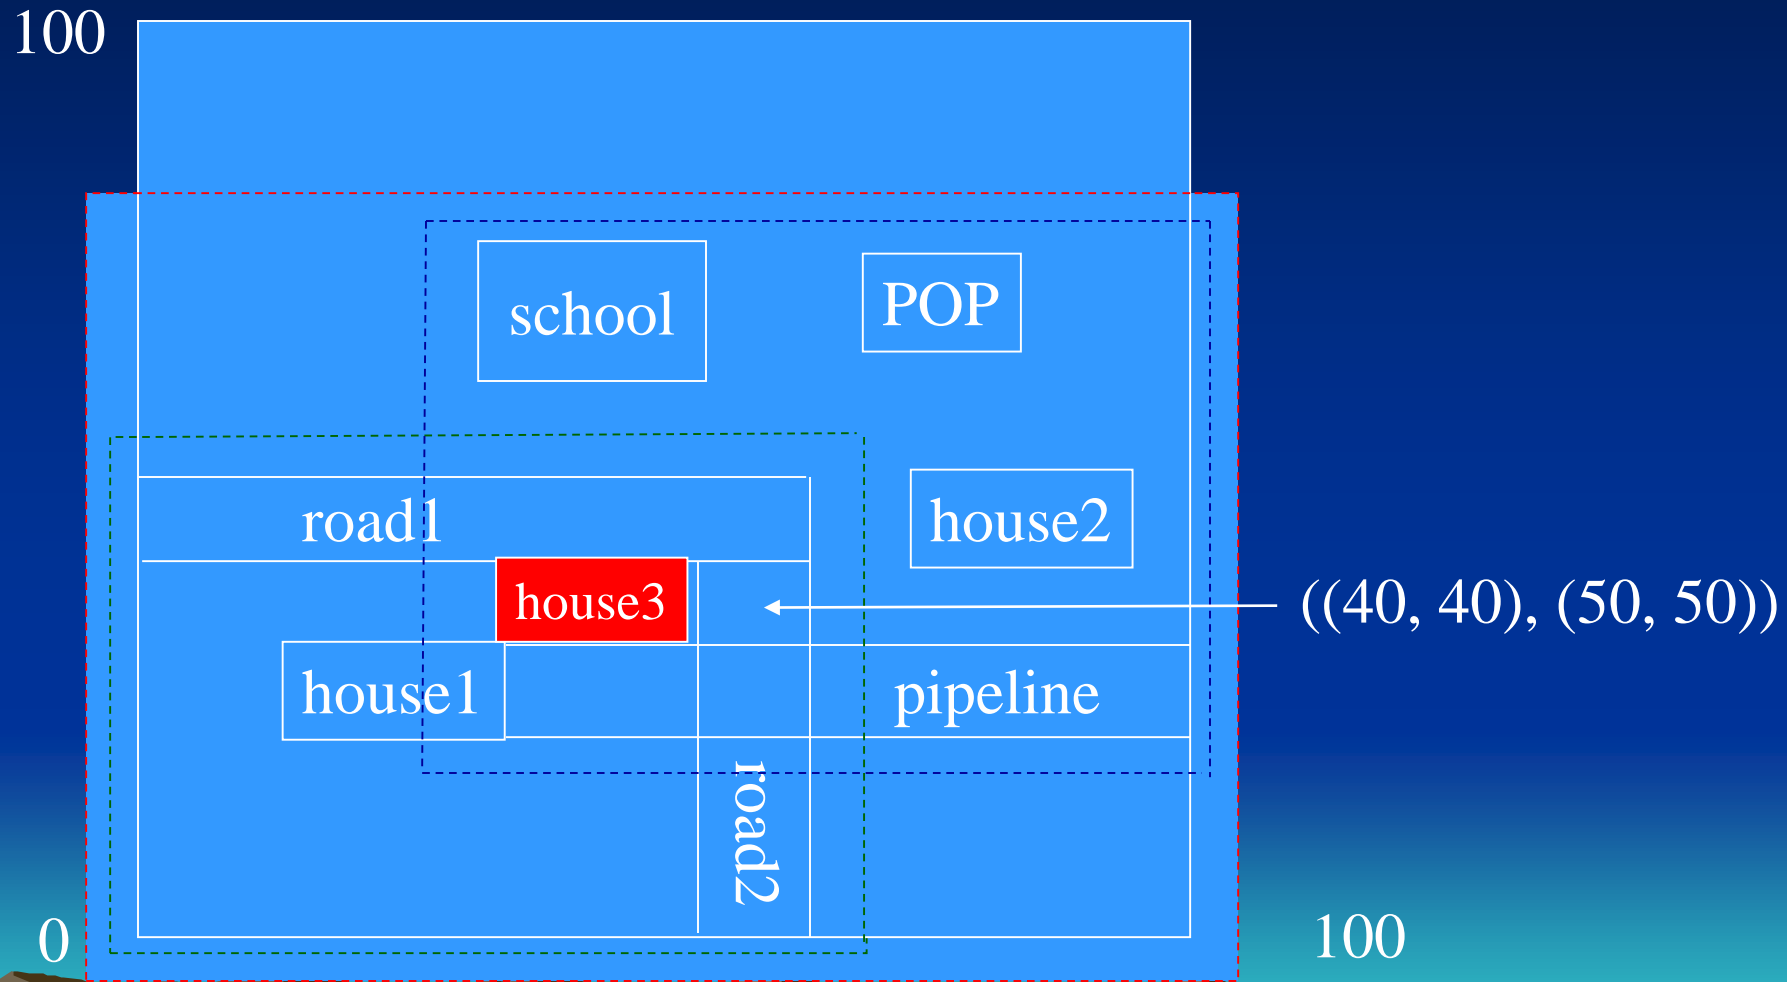 100
school
POP
road1
house2
house3
((40, 40), (50, 50))
house1
pipeline
road2
0
100